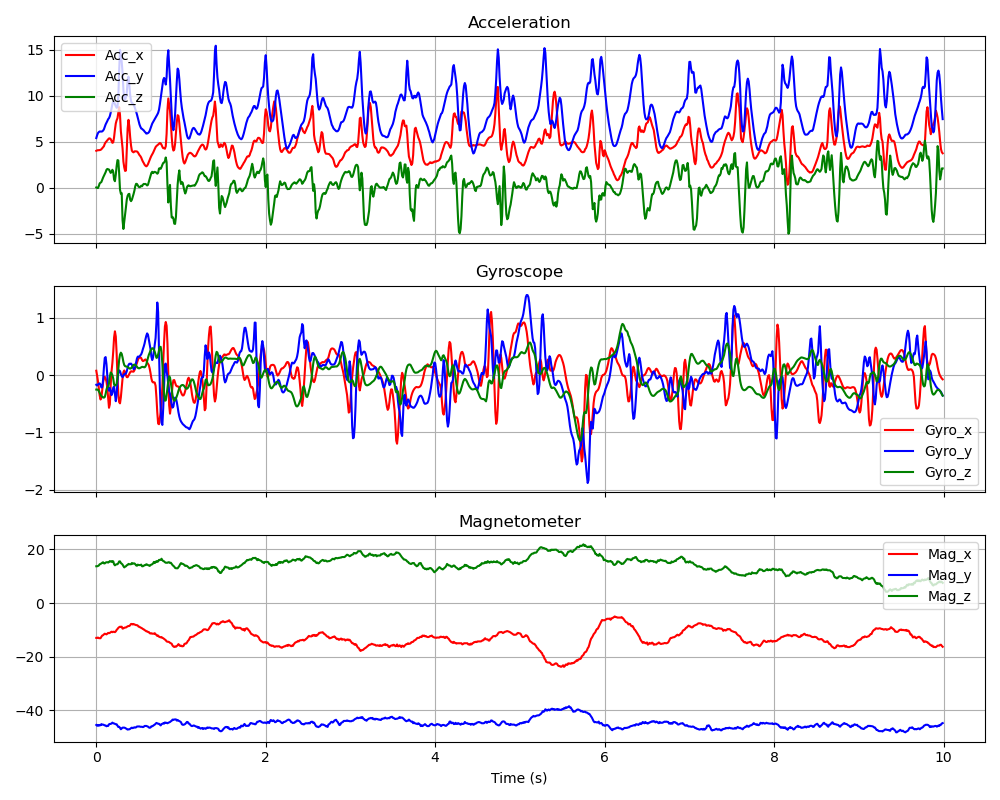 Acceleration
15
10
5
0
−5
Acc_x
Acc_y
Acc_z
Gyroscope
1
0
−1
−2
Gyro_x
Gyro_y
Gyro_z
Magnetometer
20
0
−20
−40
Mag_x
Mag_y
Mag_z
0 2 4 6 8 10
Time (s)